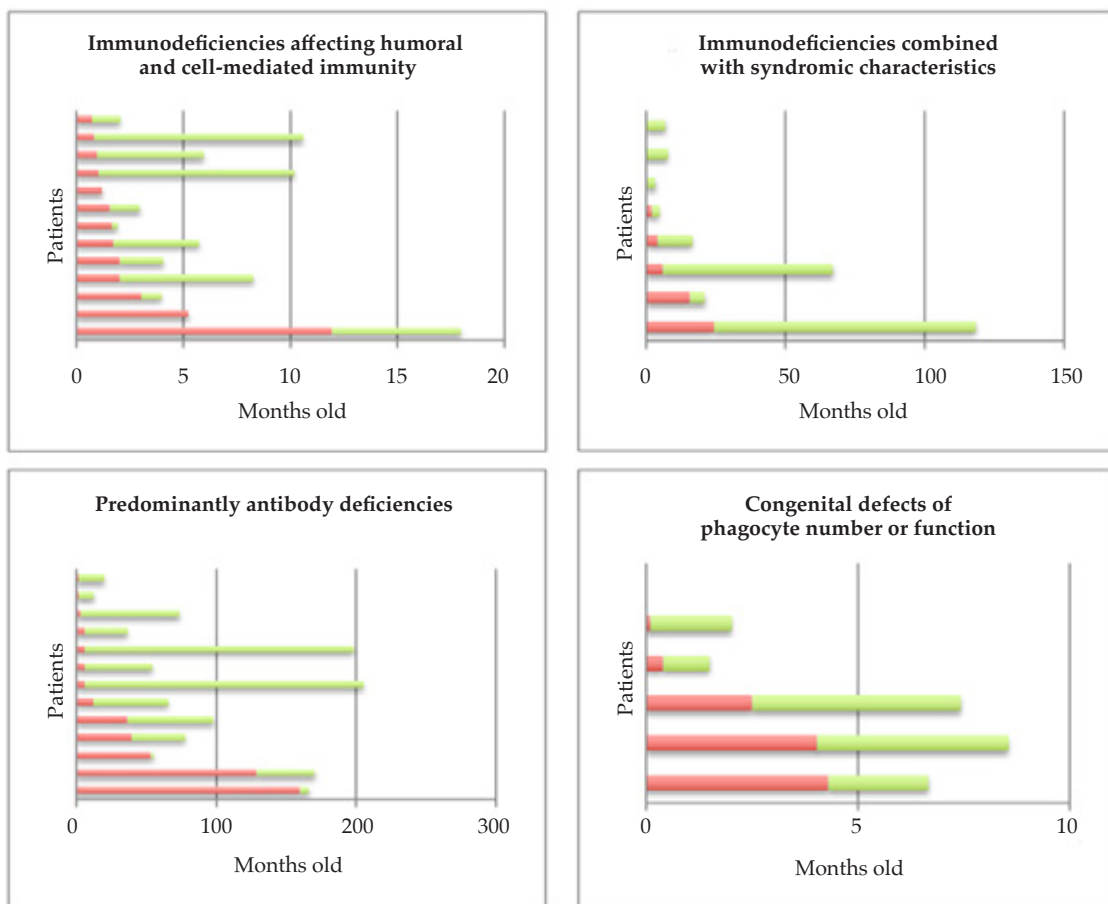 Immunodeficiencies affecting humoral
and cell-mediated immunity
Patients
0 5 10 15 20
Months old
Immunodeficiencies combined
with syndromic characteristics
Patients
0 50 100 150
Months old
Predominantly antibody deficiencies
Patients
0 100 200 300
Months old
Congenital defects of
phagocyte number or function
Patients
0 5 10
Months old